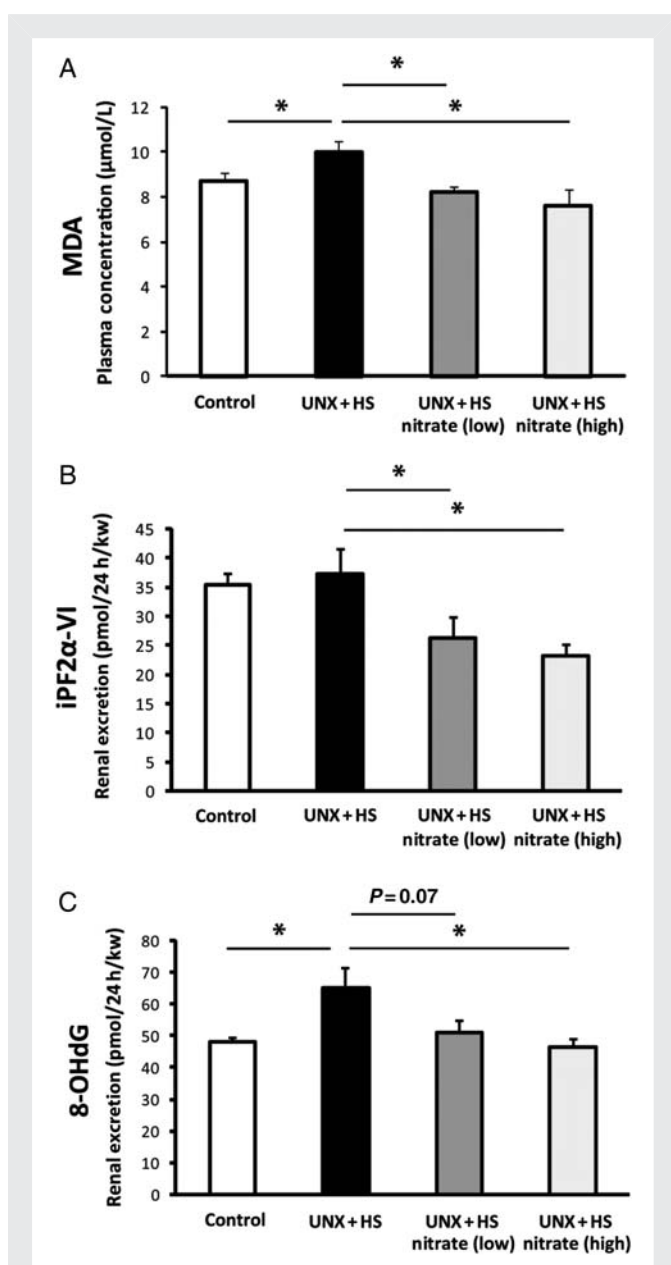 A
*
*
*
12
10
8
6
4
2
0
MDA
Plasma concentration (µmol/L)
Control
UNX + HS
UNX + HS
nitrate (low)
UNX + HS
nitrate (high)
B
*
*
45
40
35
30
25
20
15
10
5
0
iPF2α-VI
Renal excretion (pmol/24 h/kw)
Control
UNX + HS
UNX + HS
nitrate (low)
UNX + HS
nitrate (high)
C
P = 0.07
*
*
80
70
60
50
40
30
20
10
0
8-OHdG
Renal excretion (pmol/24 h/kw)
Control
UNX + HS
UNX + HS
nitrate (low)
UNX + HS
nitrate (high)